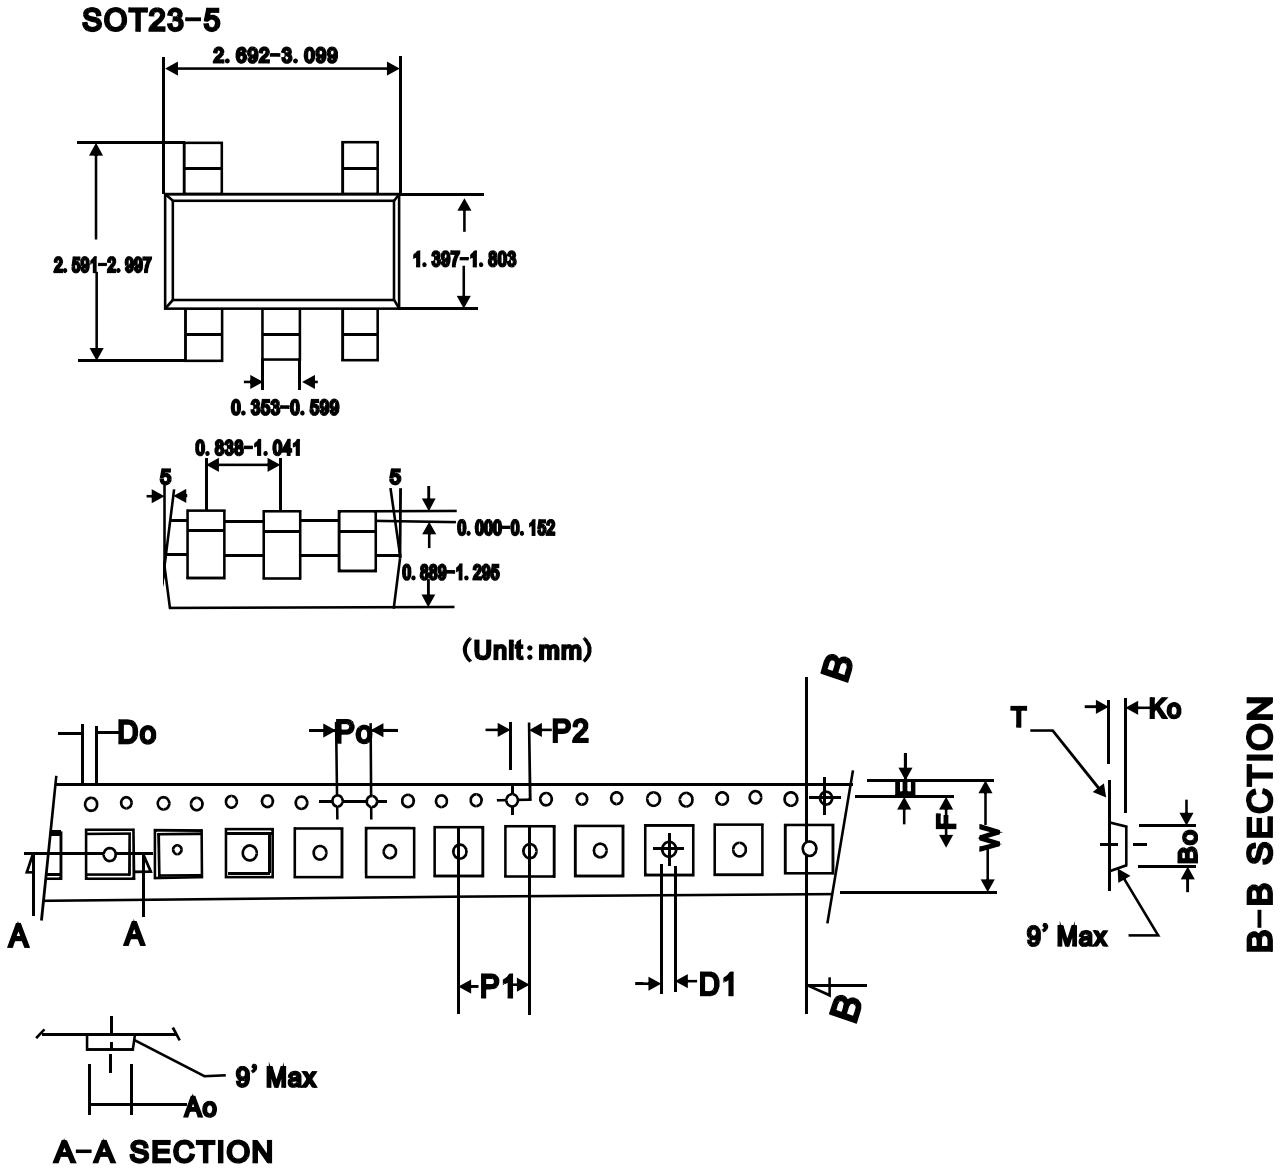 SOT23-5
2.692-3.099
2.591-2.997
1.397-1.803
0.353-0.599
0.838-1.041
5
5
0.000-0.152
0.889-1.295
(Unit:mm)
B
Do
Po
P2
T
Ko
E
F
W
Bo
B-B SECTION
A
A
9' Max
P1
D1
B
9' Max
Ao
A-A SECTION